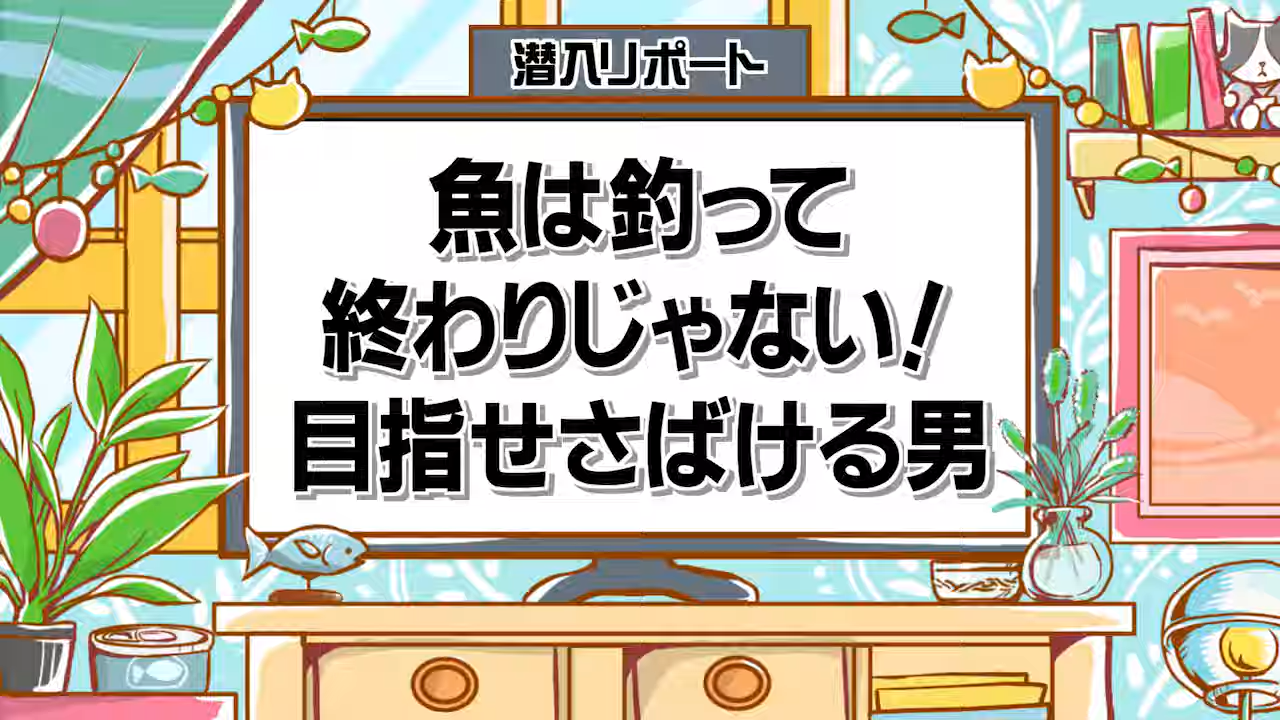 潜入リポート
魚は釣って
終わりじゃない!
目指せさばける男